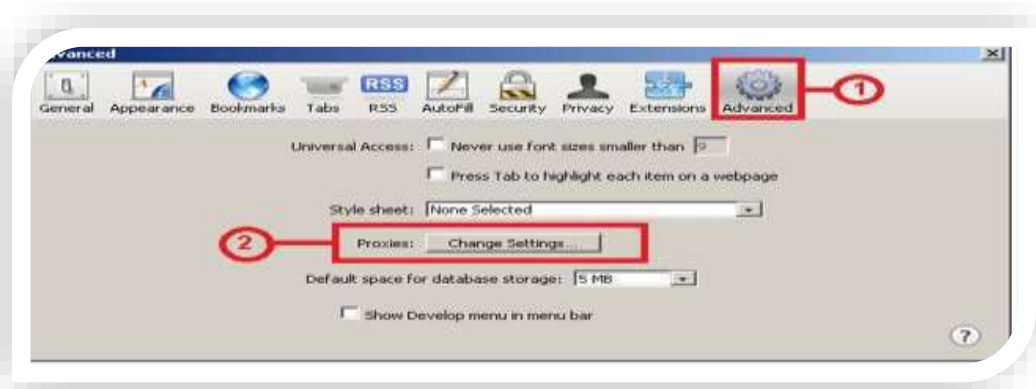 Advanced
General Appearance Bookmarks Tabs RSS RSS AutoFill Security Privacy Extensions Advanced
1
Universal Access: Never use font sizes smaller than 9
Press Tab to highlight each item on a webpage
Style sheet: None Selected
2
Proxies: Change Settings...
Default space for database storage: 5 MB
Show Develop menu in menu bar
?